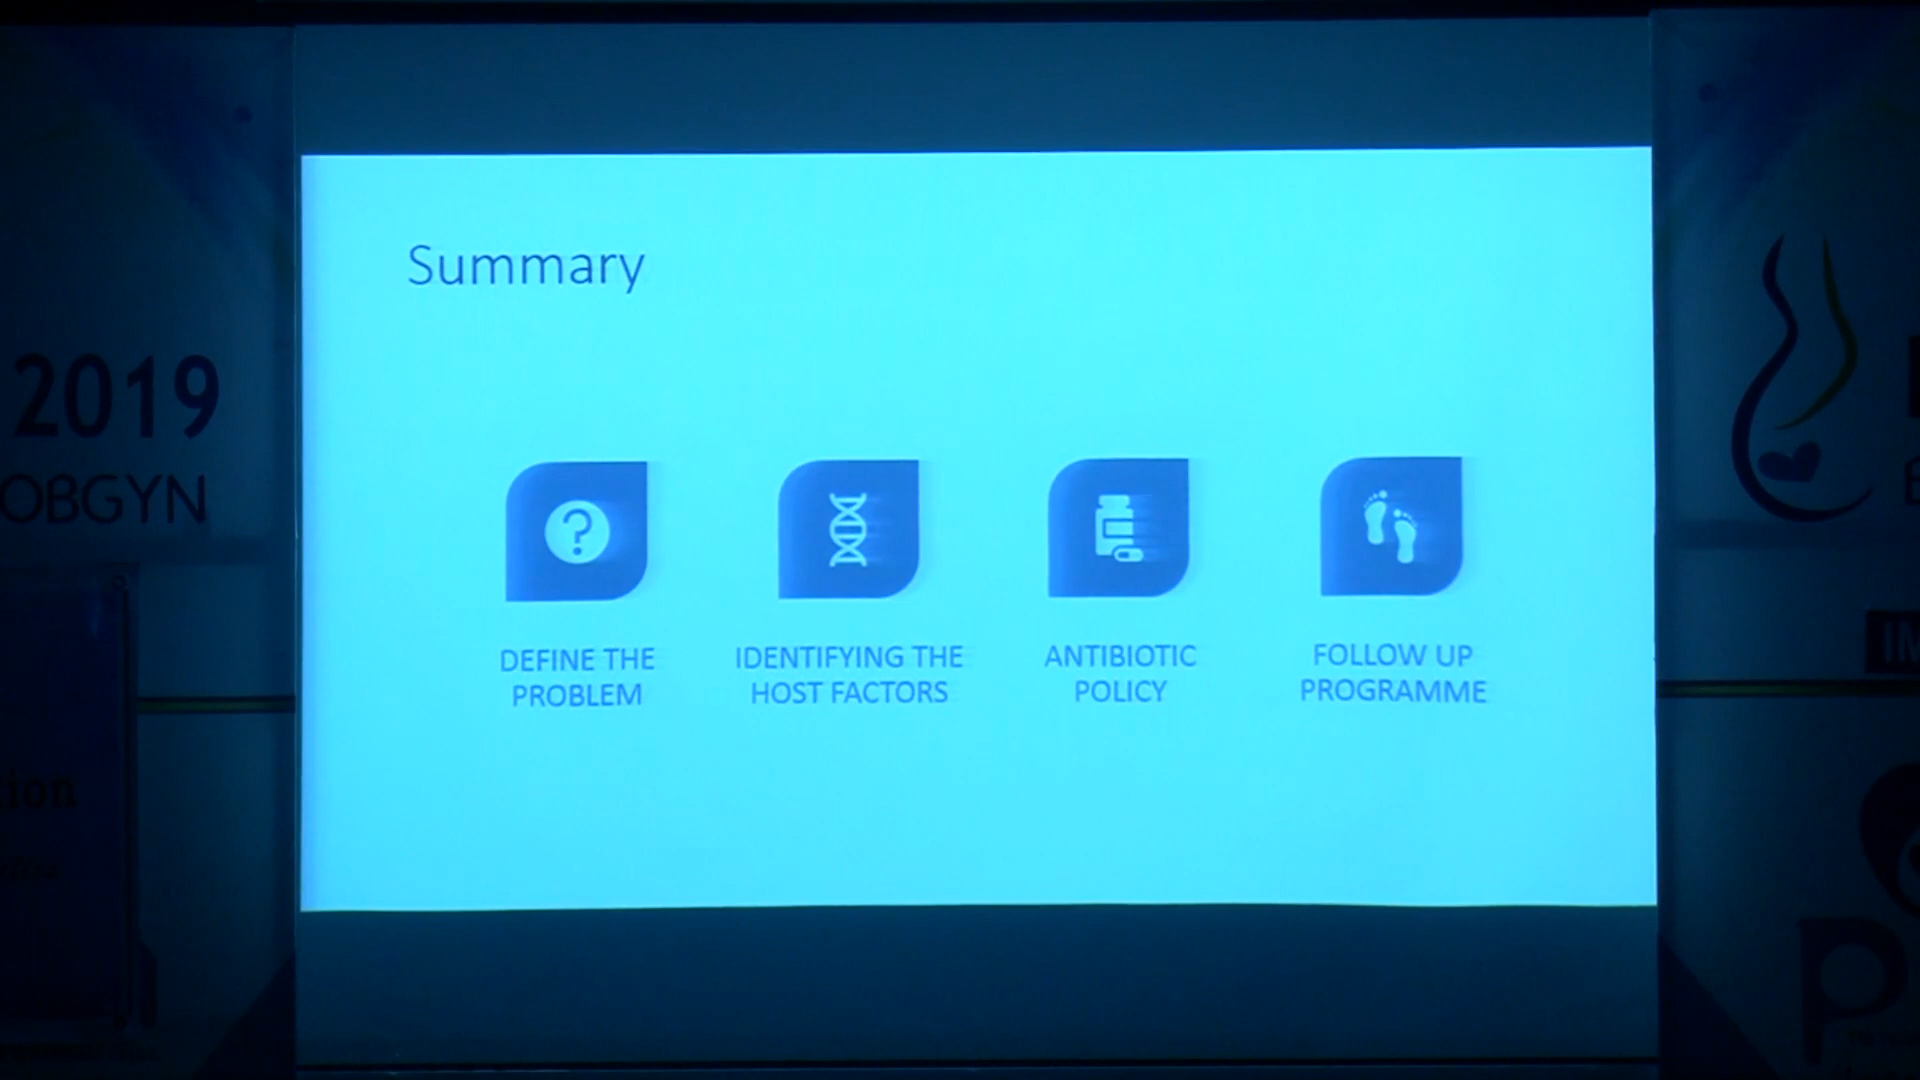 Summary
DEFINE THE
PROBLEM
IDENTIFYING THE
HOST FACTORS
ANTIBIOTIC
POLICY
FOLLOW UP
PROGRAMME
2019
OBGYN